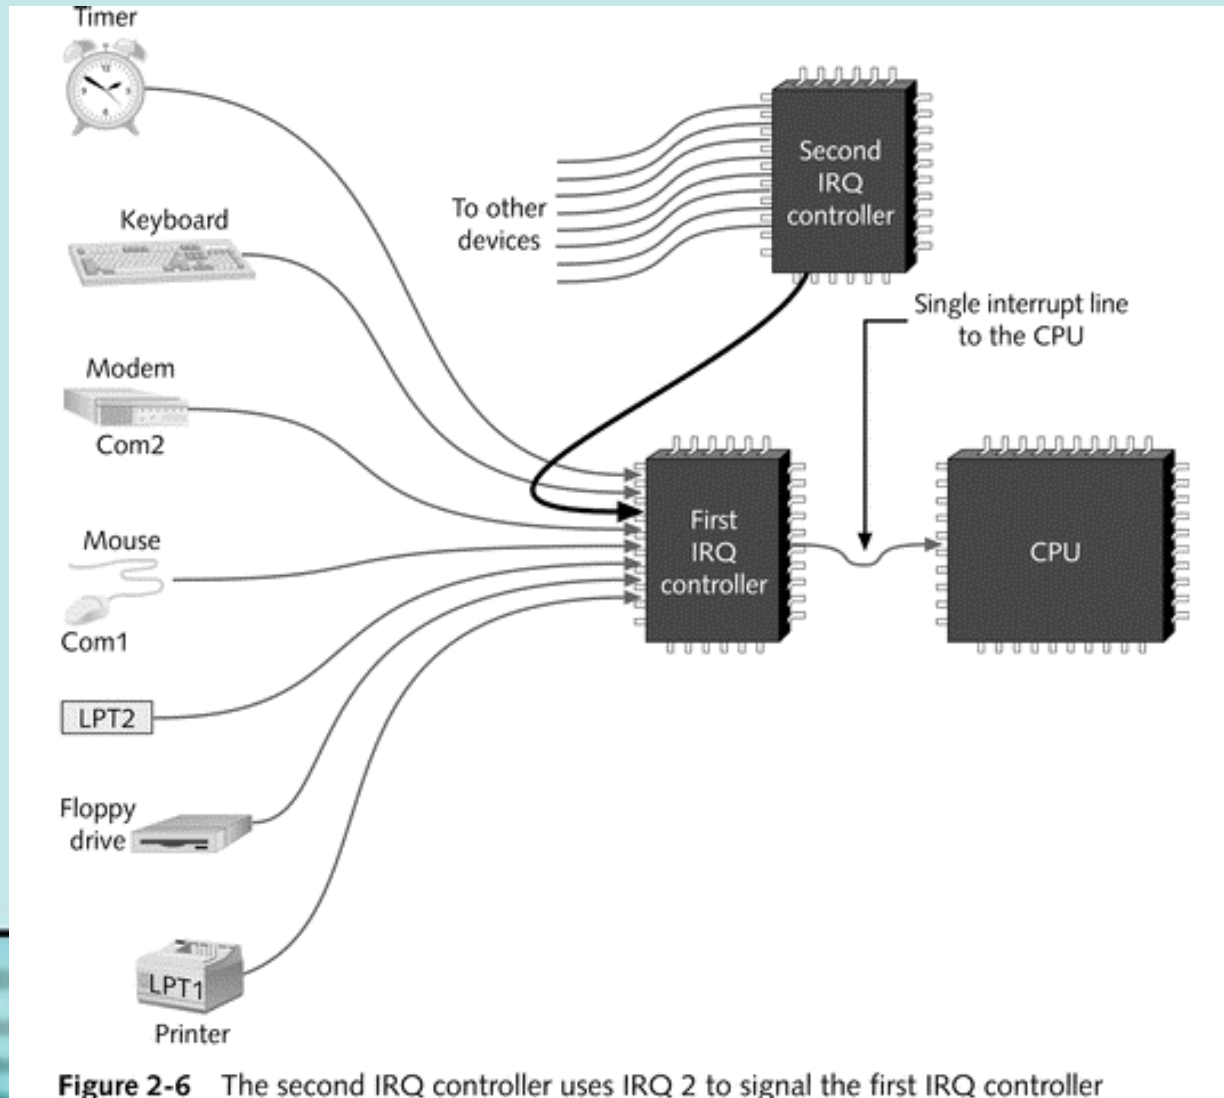 Timer
Keyboard
Modem
Com2
Mouse
Com1
LPT2
Floppy
drive
LPT1
Printer
To other
devices
Second
IRQ
controller
Single interrupt line
to the CPU
First
IRQ
controller
CPU
Figure 2-6 The second IRQ controller uses IRQ 2 to signal the first IRQ controller